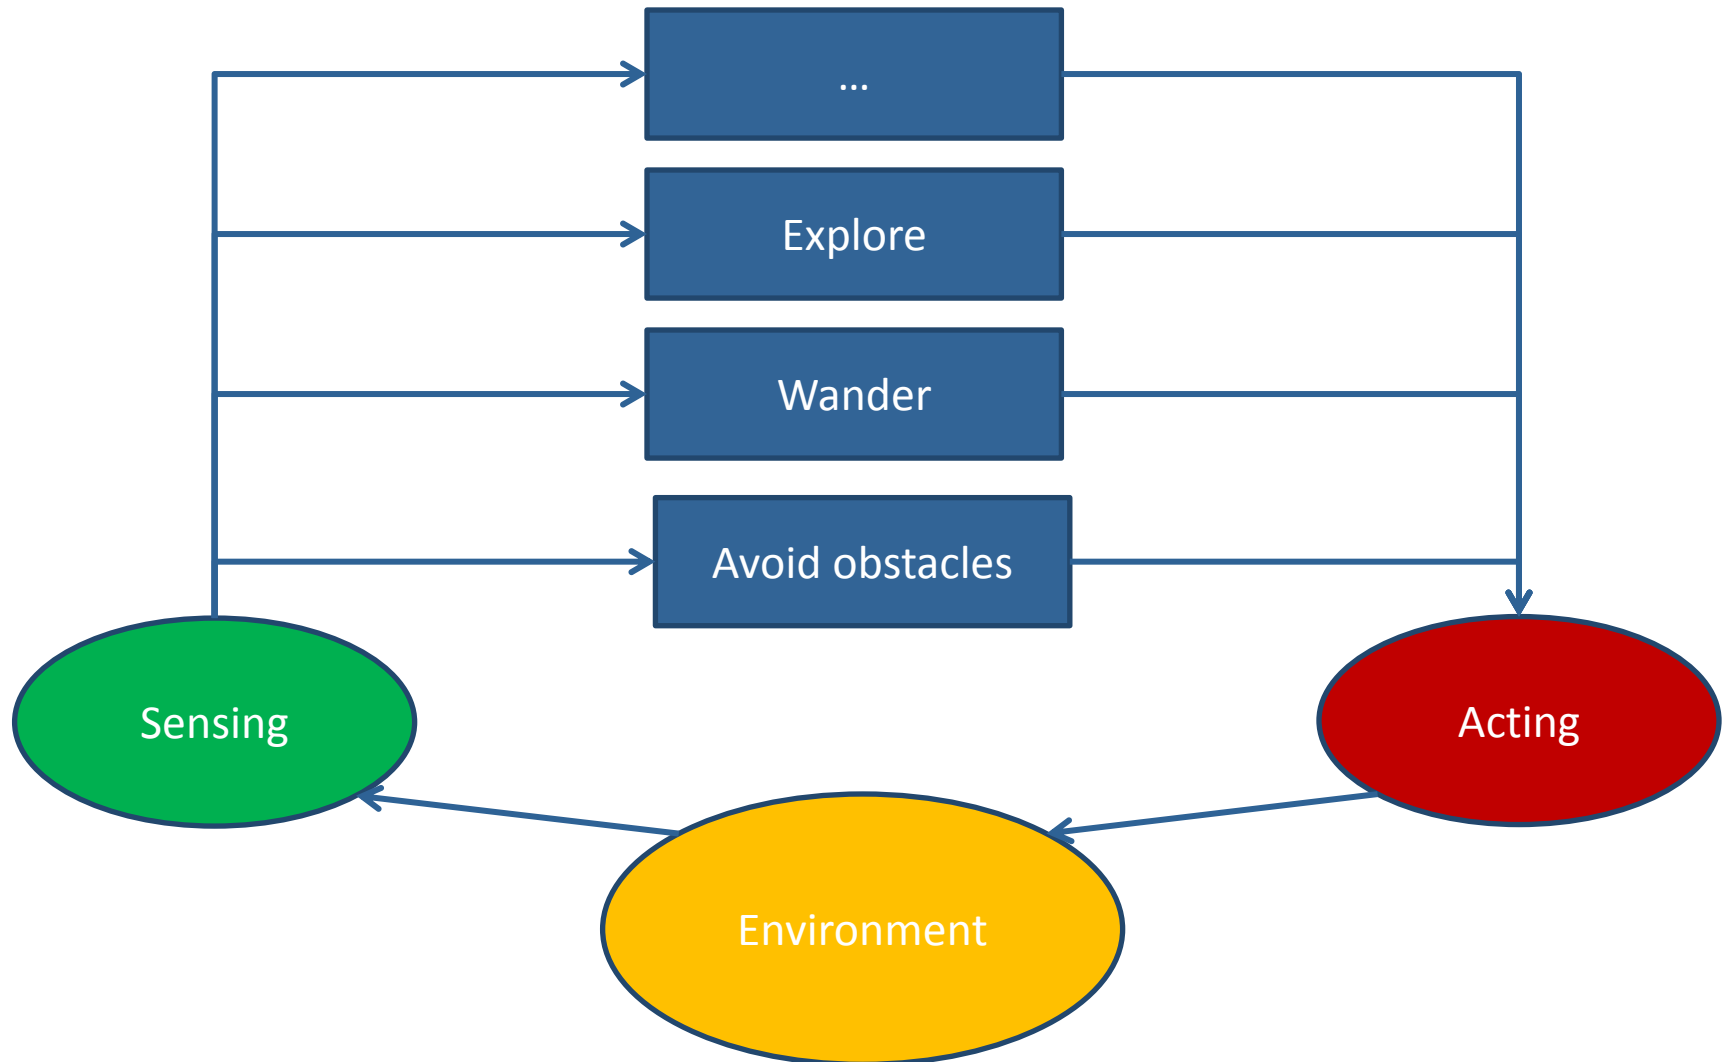 ...
Explore
Wander
Avoid obstacles
Sensing
Acting
Environment